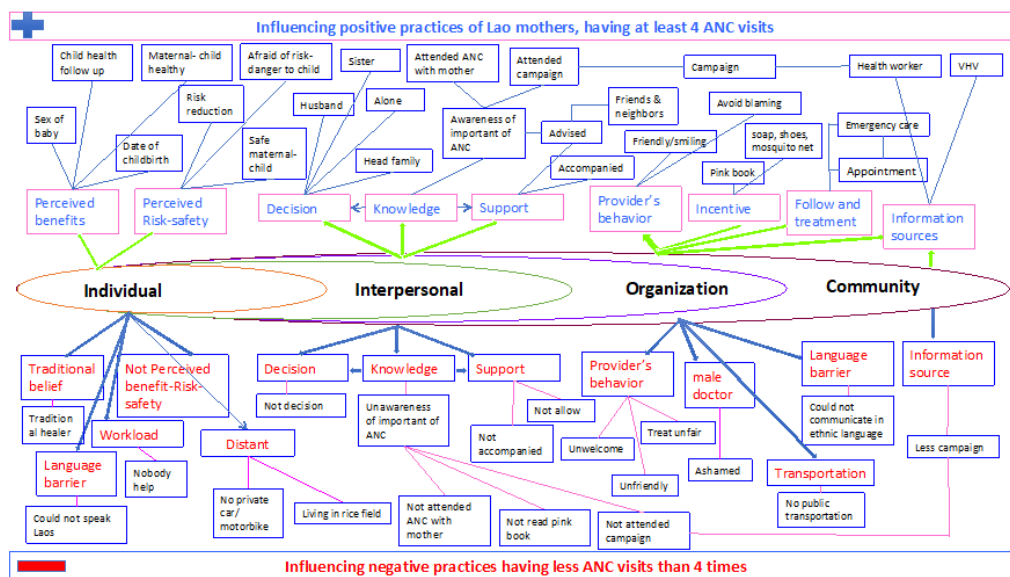 Influencing positive practices of Lao mothers, having at least 4 ANC visits
Child health
follow up
Maternal- child
healthy
Afraid of risk-
danger to child
Sister
Attended ANC
with mother
Attended
campaign
Campaign
Health worker
VHV
Sex of
baby
Risk
reduction
Husband
Alone
Awareness of
important of
ANC
Friends &
neighbors
Advised
Avoid blaming
Friendly/smiling
soap, shoes,
mosquito net
Emergency care
Date of
childbirth
Safe
maternal-
child
Head family
Accompanied
Pink book
Appointment
Perceived
benefits
Perceived
Risk-safety
Decision
Knowledge
Support
Provider's
behavior
Incentive
Follow and
treatment
Information
sources
Individual
Interpersonal
Organization
Community
Traditional
belief
Not Perceived
benefit-Risk-
safety
Decision
Knowledge
Support
Provider's
behavior
male
doctor
Language
barrier
Information
source
Tradition
al healer
Workload
Not decision
Unawareness
of important of
ANC
Not allow
Not
accompanied
Unwelcome
Treat unfair
Could not
communicate in
ethnic language
Less campaign
Language
barrier
Nobody
help
Distant
Unfriendly
Ashamed
Transportation
Could not speak
Laos
No private
car/
motorbike
Living in rice field
Not attended
ANC with
mother
Not read pink
book
Not attended
campaign
No public
transportation
Influencing negative practices having less ANC visits than 4 times